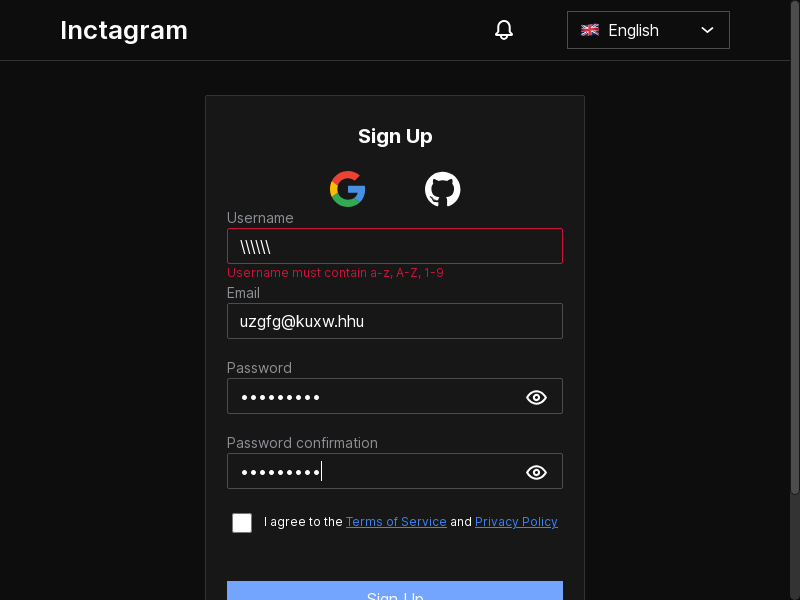 Inctagram
English
Sign Up
Username
\\\\\\
Username must contain a-z, A-Z, 1-9
Email
uzgfg@kuxw.hhu
Password
•••••••••
Password confirmation
•••••••••
I agree to the Terms of Service and Privacy Policy
Sign Up